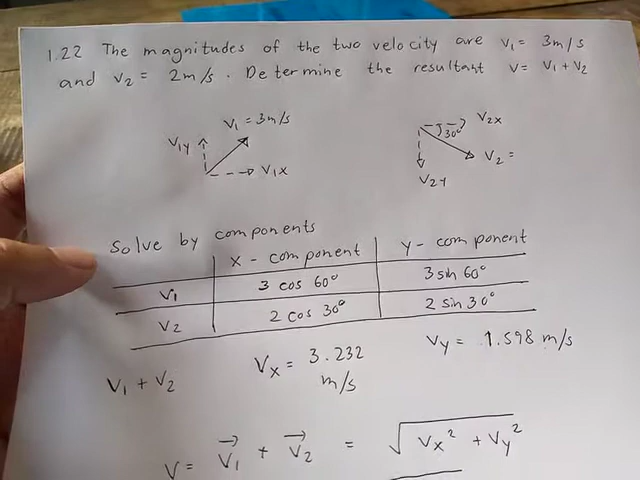 1.22 The magnitudes of the two velocity are V₁ = 3m/s
and V₂ = 2m/s. Determine the resultant V = V₁ + V₂
V₁ = 3m/s
V₁y
V₁x
30°
V₂x
V₂ =
V₂y
Solve by components
x - component y - component
V₁ 3 cos 60° 3 sin 60°
V₂ 2 cos 30° 2 sin 30°
V₁ + V₂ Vx = 3.232 m/s Vy = 1.598 m/s
V = V₁ + V₂ = √Vx² + Vy²